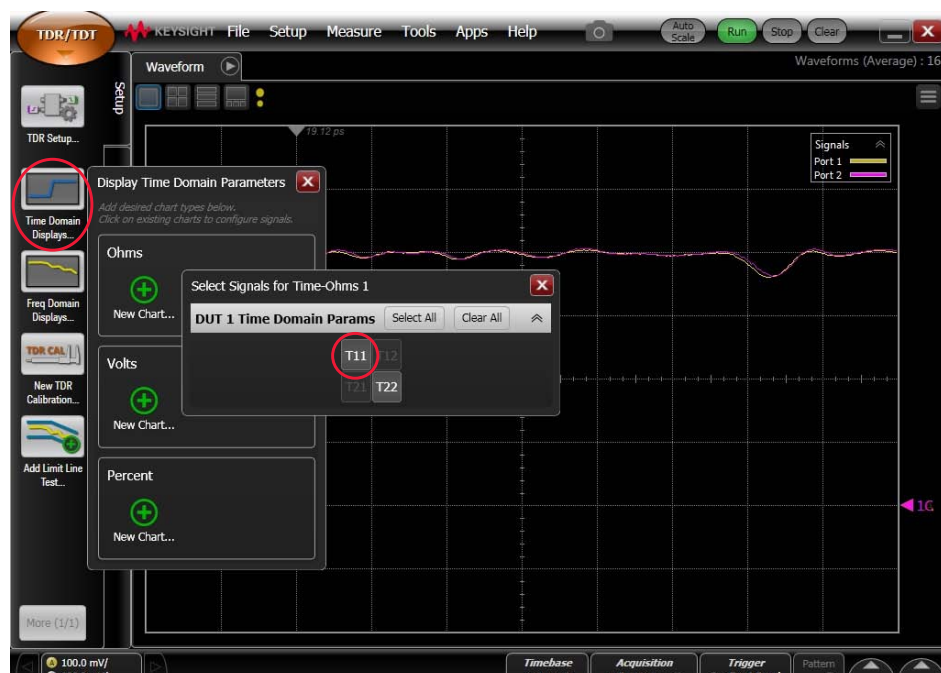 TDR/TDT
KEYSIGHT File Setup Measure Tools Apps Help
Auto Scale
Run
Stop
Clear
Waveform
Waveforms (Average) : 16
Setup
TDR Setup...
19.12 ps
Signals
Port 1
Port 2
Time Domain
Displays...
Display Time Domain Parameters
Add desired chart types below.
Click on existing charts to configure signals.
Ohms
New Chart...
Select Signals for Time-Ohms 1
DUT 1 Time Domain Params Select All Clear All
T11 T12
T21 T22
Freq Domain
Displays...
TDR CAL
New TDR
Calibration...
Volts
New Chart...
Add Limit Line
Test...
Percent
New Chart...
More (1/1)
100.0 mV/
Timebase Acquisition Trigger Pattern